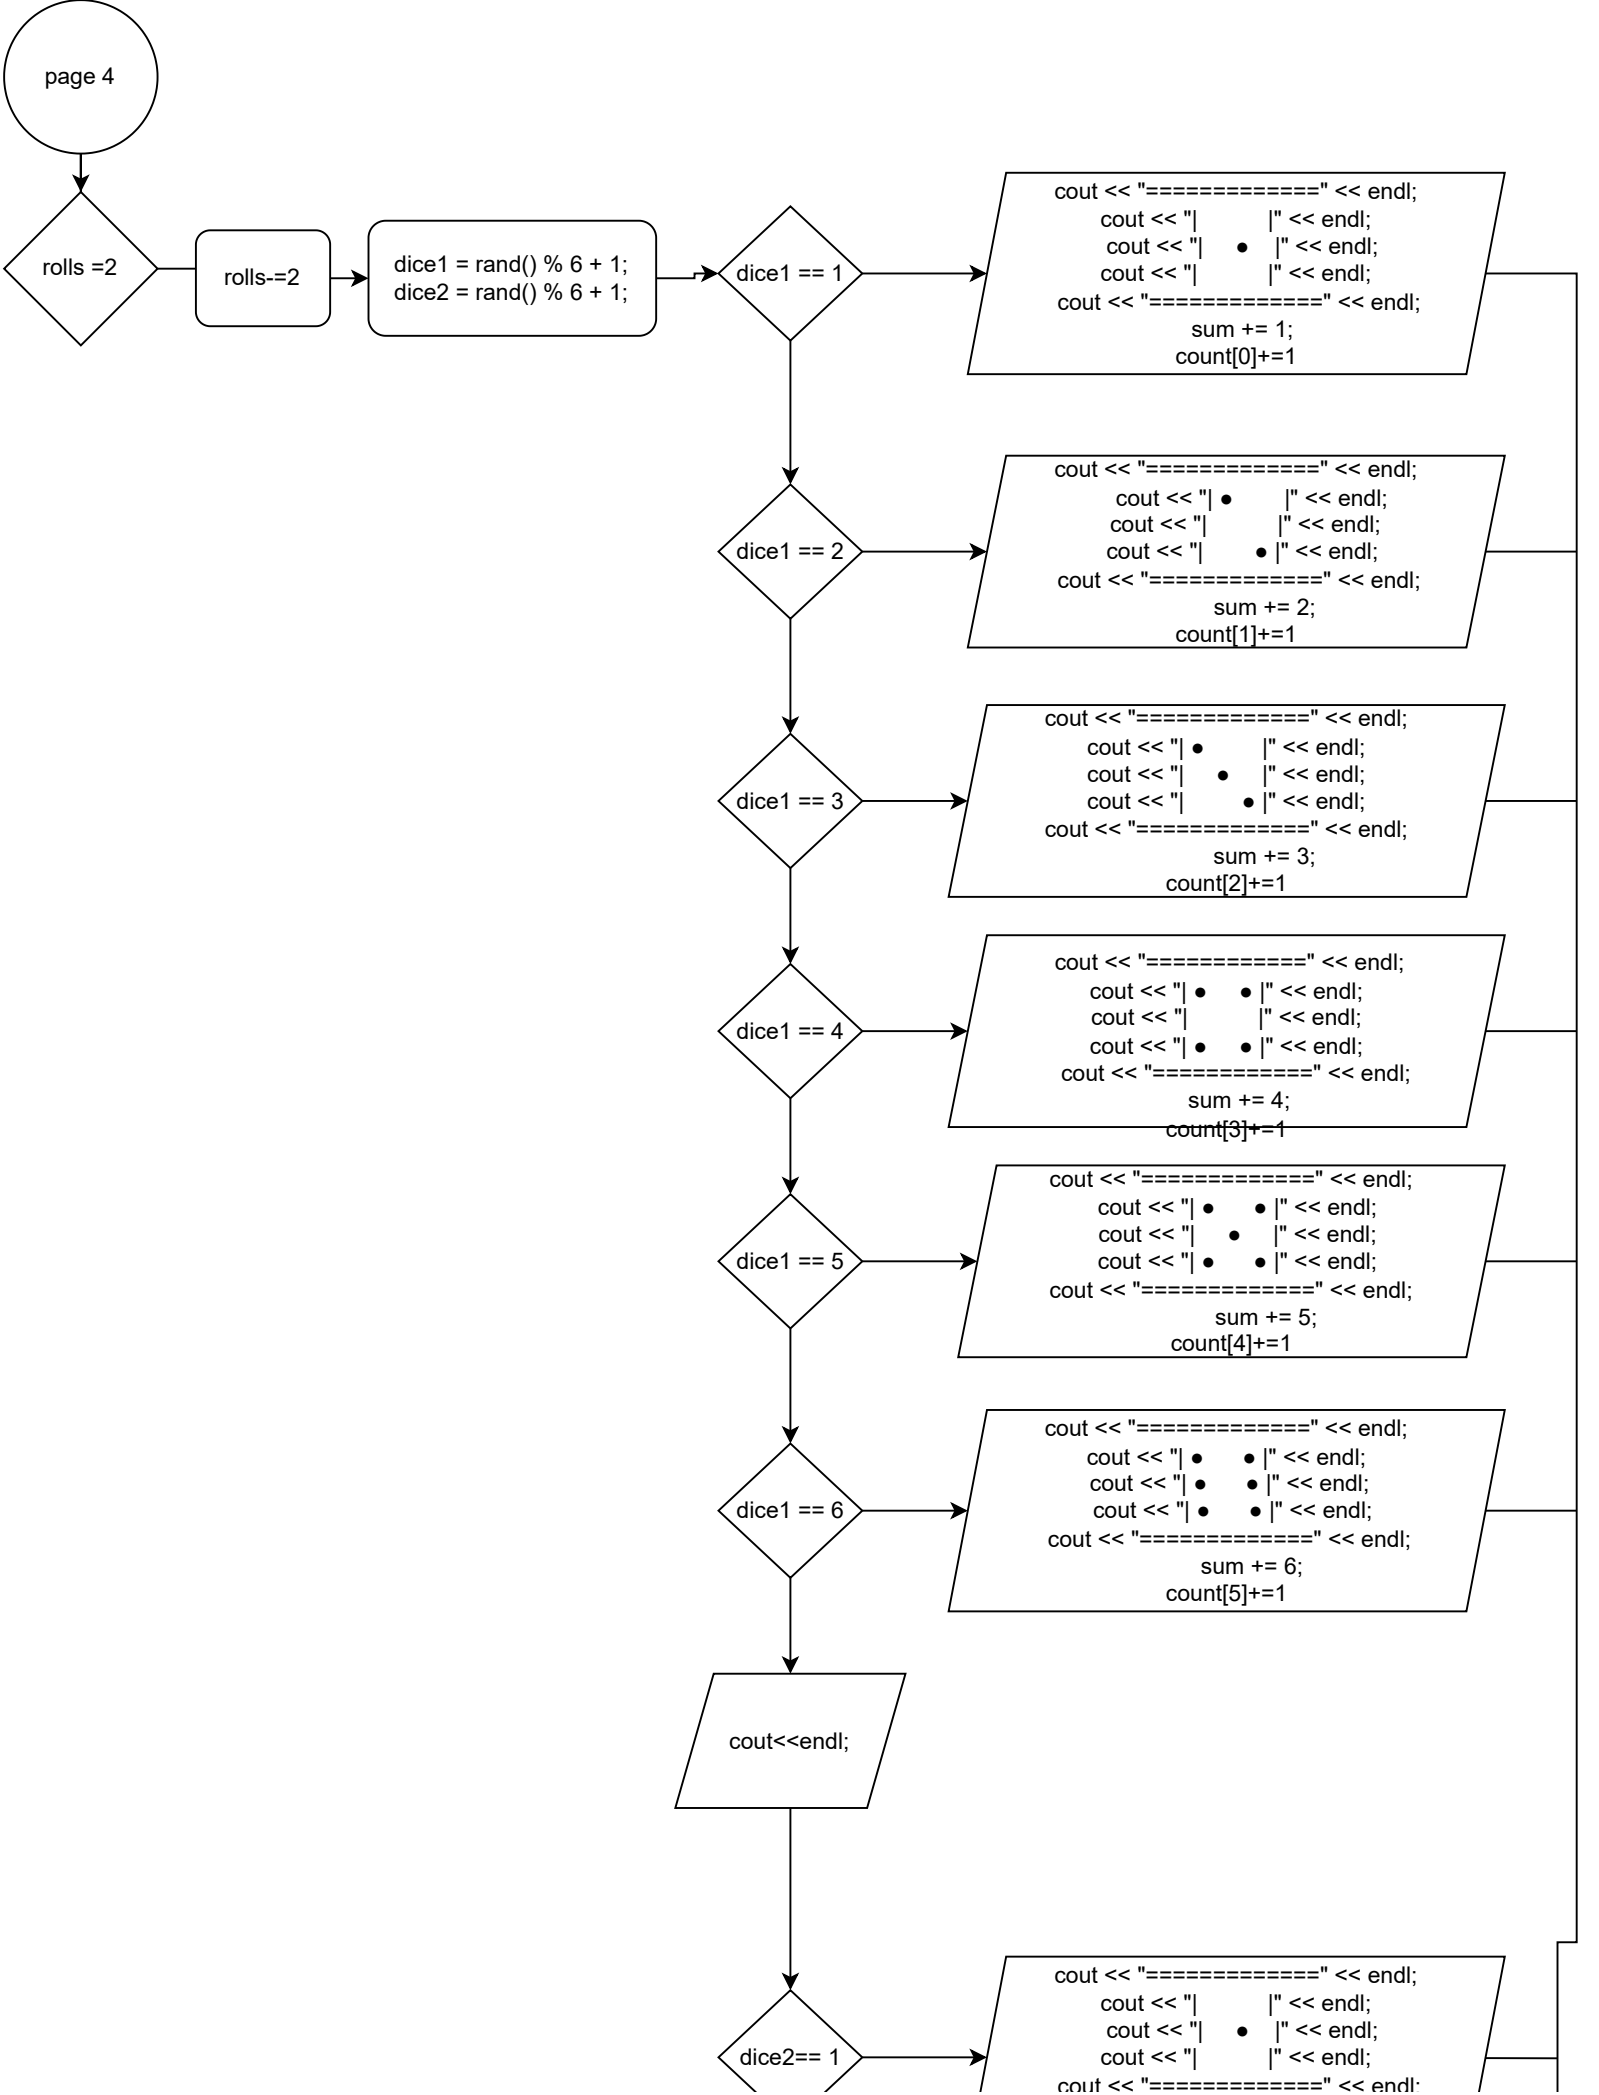 page 4
rolls =2
rolls-=2
dice1 = rand() % 6 + 1;
dice2 = rand() % 6 + 1;
dice1 == 1
cout << "=============" << endl;
cout << "|           |" << endl;
cout << "|     ●    |" << endl;
cout << "|           |" << endl;
cout << "=============" << endl;
sum += 1;
count[0]+=1
dice1 == 2
cout << "=============" << endl;
cout << "| ●        |" << endl;
cout << "|           |" << endl;
cout << "|        ● |" << endl;
cout << "=============" << endl;
sum += 2;
count[1]+=1
dice1 == 3
cout << "=============" << endl;
cout << "| ●         |" << endl;
cout << "|     ●     |" << endl;
cout << "|         ● |" << endl;
cout << "=============" << endl;
sum += 3;
count[2]+=1
dice1 == 4
cout << "============" << endl;
cout << "| ●     ● |" << endl;
cout << "|           |" << endl;
cout << "| ●     ● |" << endl;
cout << "============" << endl;
sum += 4;
count[3]+=1
dice1 == 5
cout << "=============" << endl;
cout << "| ●      ● |" << endl;
cout << "|     ●     |" << endl;
cout << "| ●      ● |" << endl;
cout << "=============" << endl;
sum += 5;
count[4]+=1
dice1 == 6
cout << "=============" << endl;
cout << "| ●      ● |" << endl;
cout << "| ●      ● |" << endl;
cout << "| ●      ● |" << endl;
cout << "=============" << endl;
sum += 6;
count[5]+=1
cout<<endl;
dice2== 1
cout << "=============" << endl;
cout << "|           |" << endl;
cout << "|     ●    |" << endl;
cout << "|           |" << endl;
cout << "=============" << endl;